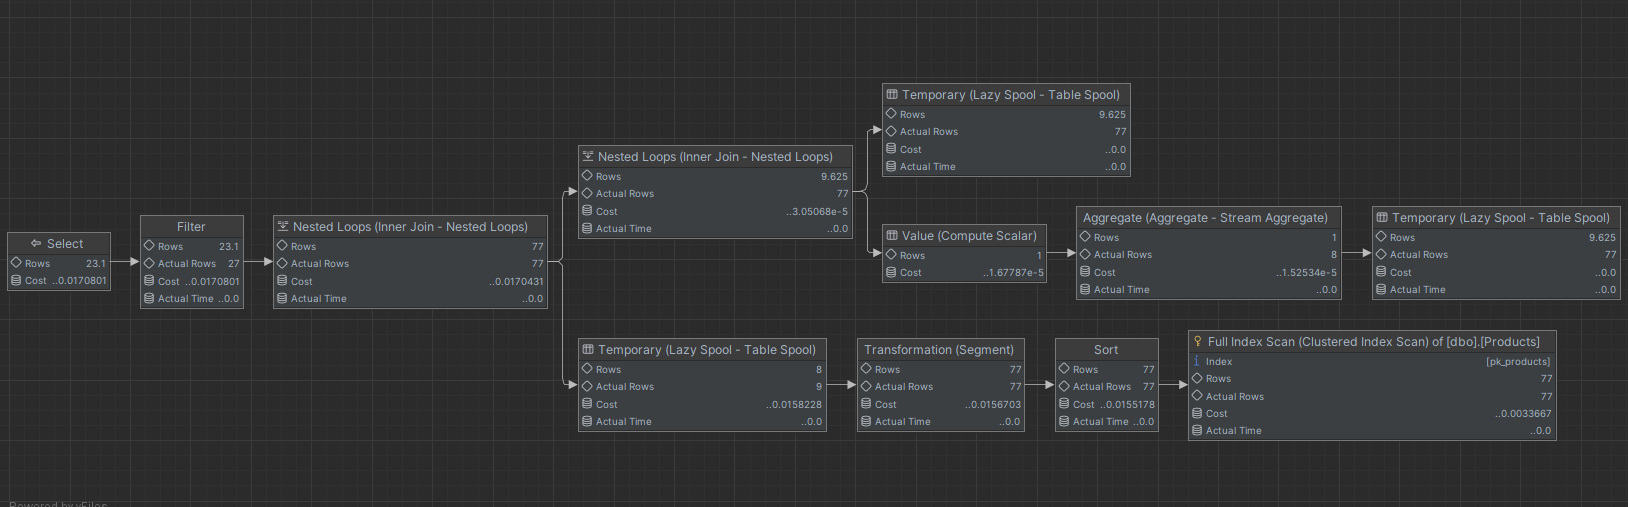 Select
Rows 23.1
Cost ..0.0170801
Filter
Rows 23.1
Actual Rows 27
Cost ..0.0170801
Actual Time ..0.0
Nested Loops (Inner Join - Nested Loops)
Rows 77
Actual Rows 77
Cost ..0.0170431
Actual Time ..0.0
Nested Loops (Inner Join - Nested Loops)
Rows 9.625
Actual Rows 77
Cost ..3.05068e-5
Actual Time ..0.0
Temporary (Lazy Spool - Table Spool)
Rows 9.625
Actual Rows 77
Cost ..0.0
Actual Time ..0.0
Value (Compute Scalar)
Rows 1
Cost ..1.67787e-5
Aggregate (Aggregate - Stream Aggregate)
Rows 1
Actual Rows 8
Cost ..1.52534e-5
Actual Time ..0.0
Temporary (Lazy Spool - Table Spool)
Rows 9.625
Actual Rows 77
Cost ..0.0
Actual Time ..0.0
Temporary (Lazy Spool - Table Spool)
Rows 8
Actual Rows 9
Cost ..0.0158228
Actual Time ..0.0
Transformation (Segment)
Rows 77
Actual Rows 77
Cost ..0.0156703
Actual Time ..0.0
Sort
Rows 77
Actual Rows 77
Cost ..0.0155178
Actual Time ..0.0
Full Index Scan (Clustered Index Scan) of [dbo].[Products]
Index [pk_products]
Rows 77
Actual Rows 77
Cost ..0.0033667
Actual Time ..0.0
Powered by yFiles